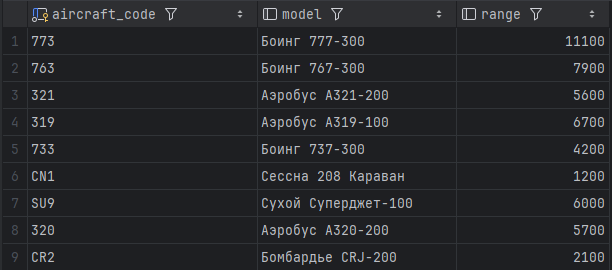 aircraft_code model range
1 773 Боинг 777-300 11100
2 763 Боинг 767-300 7900
3 321 Аэробус A321-200 5600
4 319 Аэробус A319-100 6700
5 733 Боинг 737-300 4200
6 CN1 Сессна 208 Караван 1200
7 SU9 Сухой Суперджет-100 6000
8 320 Аэробус A320-200 5700
9 CR2 Бомбардье CRJ-200 2100